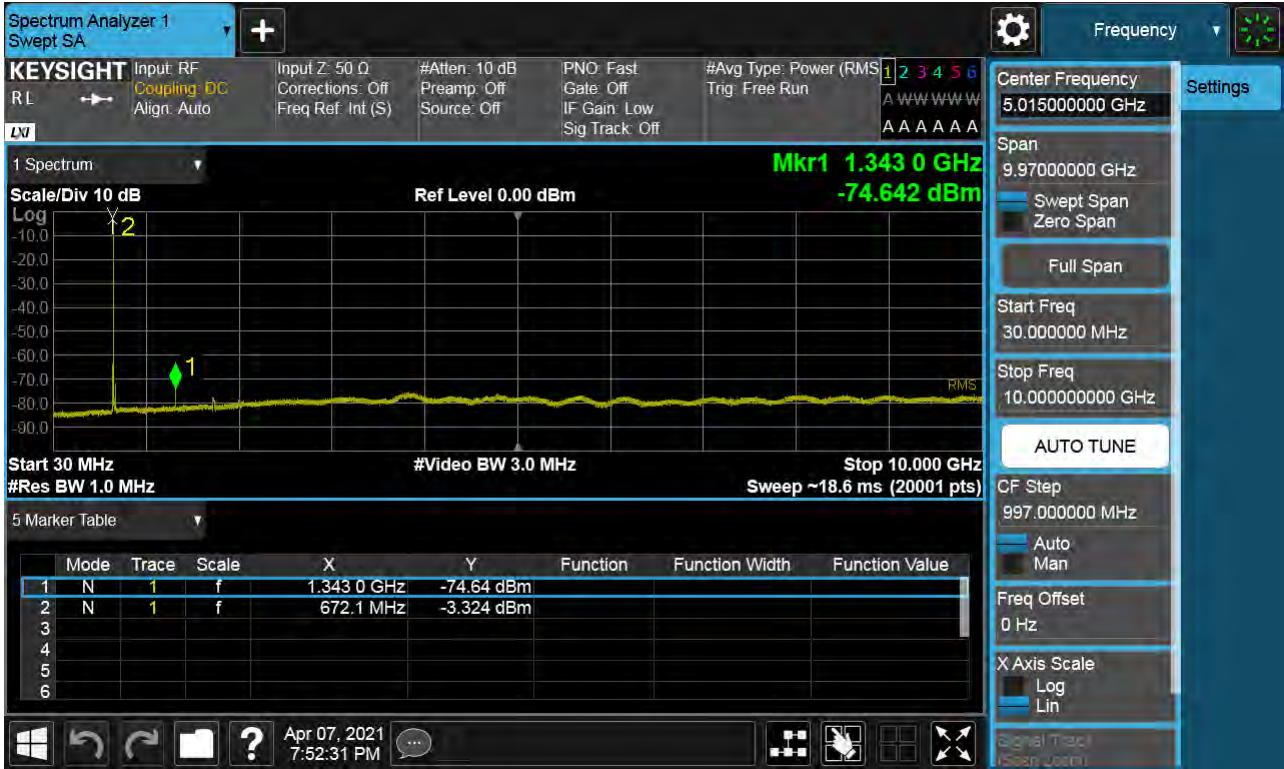 Spectrum Analyzer 1
Swept SA
Frequency
KEYSIGHT
RL
LXI
Input: RF
Coupling: DC
Align: Auto
Input Z: 50 Ω
Corrections: Off
Freq Ref: Int (S)
#Atten: 10 dB
Preamp: Off
Source: Off
PNO: Fast
Gate: Off
IF Gain: Low
Sig Track: Off
#Avg Type: Power (RMS
Trig: Free Run
1 2 3 4 5 6
A W W W W W
A A A A A A
1 Spectrum
Mkr1 1.343 0 GHz
-74.642 dBm
Scale/Div 10 dB
Ref Level 0.00 dBm
Log
-10.0
-20.0
-30.0
-40.0
-50.0
-60.0
-70.0
-80.0
-90.0
2
1
RMS
Start 30 MHz
#Video BW 3.0 MHz
Stop 10.000 GHz
#Res BW 1.0 MHz
Sweep ~18.6 ms (20001 pts)
5 Marker Table
Mode Trace Scale X Y Function Function Width Function Value
1 N 1 f 1.343 0 GHz -74.64 dBm
2 N 1 f 672.1 MHz -3.324 dBm
3
4
5
6
Apr 07, 2021
7:52:31 PM
Center Frequency
5.015000000 GHz
Settings
Span
9.97000000 GHz
Swept Span
Zero Span
Full Span
Start Freq
30.000000 MHz
Stop Freq
10.000000000 GHz
AUTO TUNE
CF Step
997.000000 MHz
Auto
Man
Freq Offset
0 Hz
X Axis Scale
Log
Lin
Signal Track
(Span Zoom)